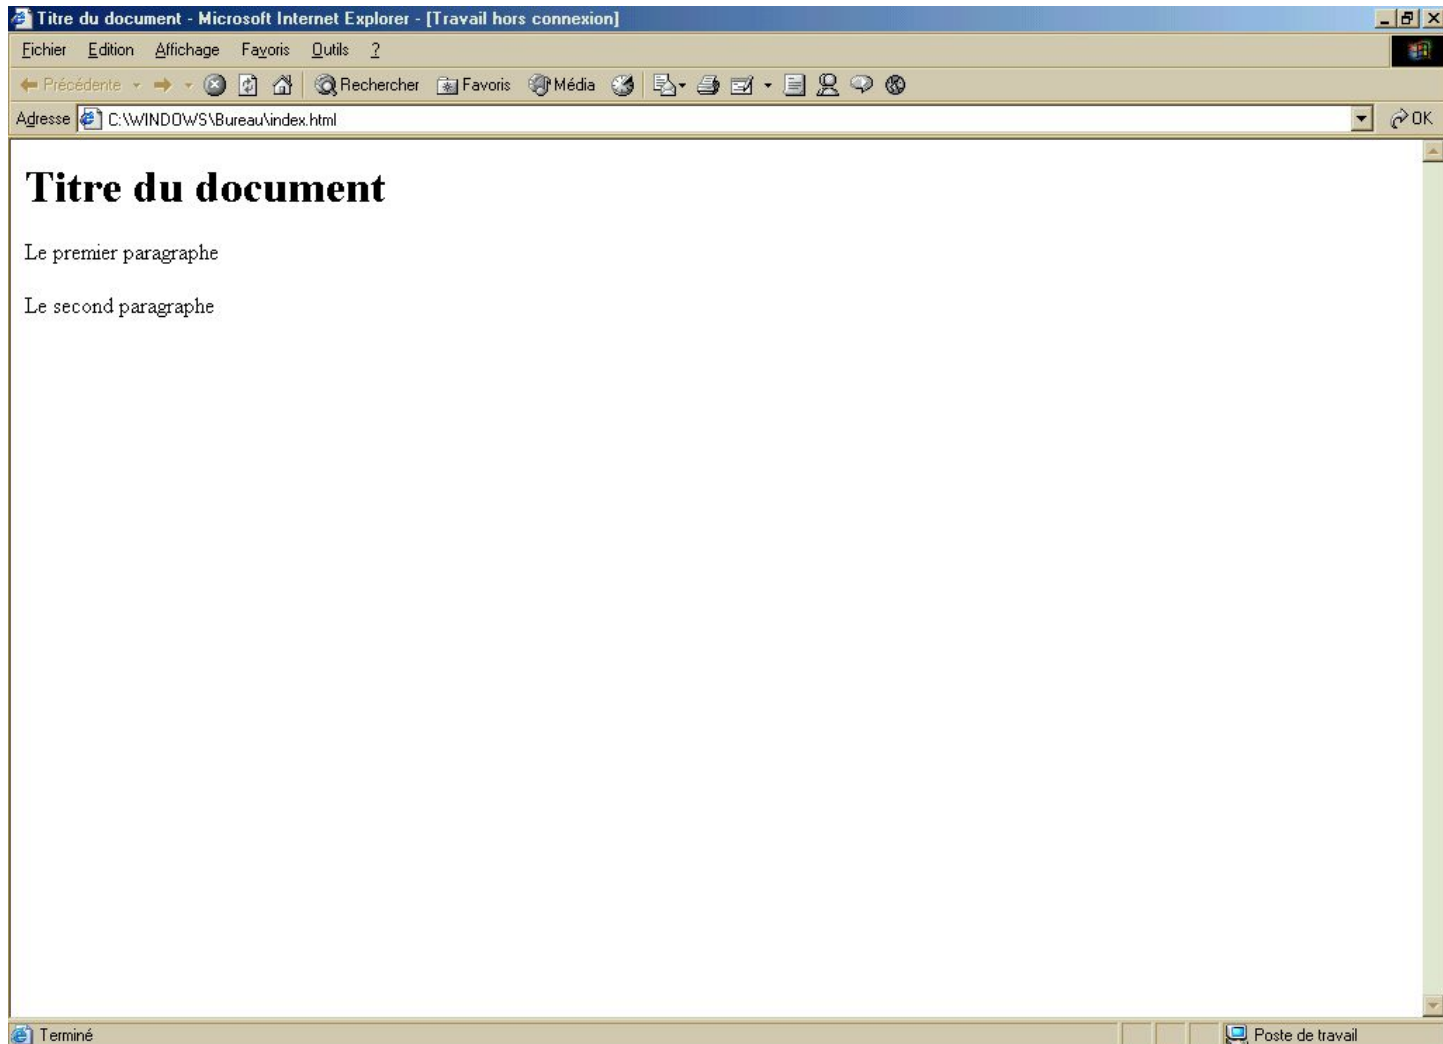 Titre du document - Microsoft Internet Explorer - [Travail hors connexion]
Fichier Edition Affichage Favoris Outils ?
Précédente Rechercher Favoris Média
Adresse C:\WINDOWS\Bureau\index.html OK
Titre du document
Le premier paragraphe
Le second paragraphe
Terminé Poste de travail